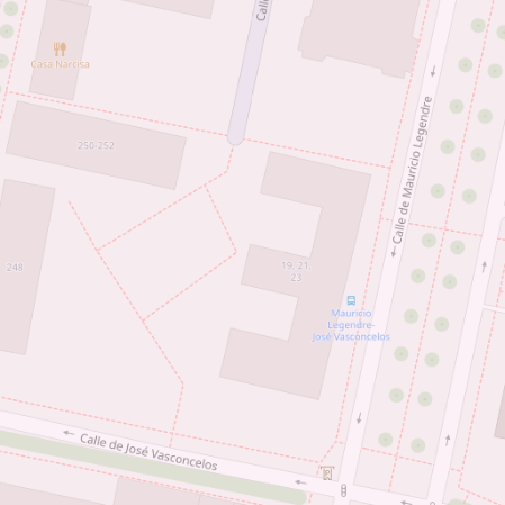 Calle
Casa Narcisa
250-252
Calle de Mauricio Legendre
248
19, 21,
23
Mauricio
Legendre-
José Vasconcelos
Calle de José Vasconcelos